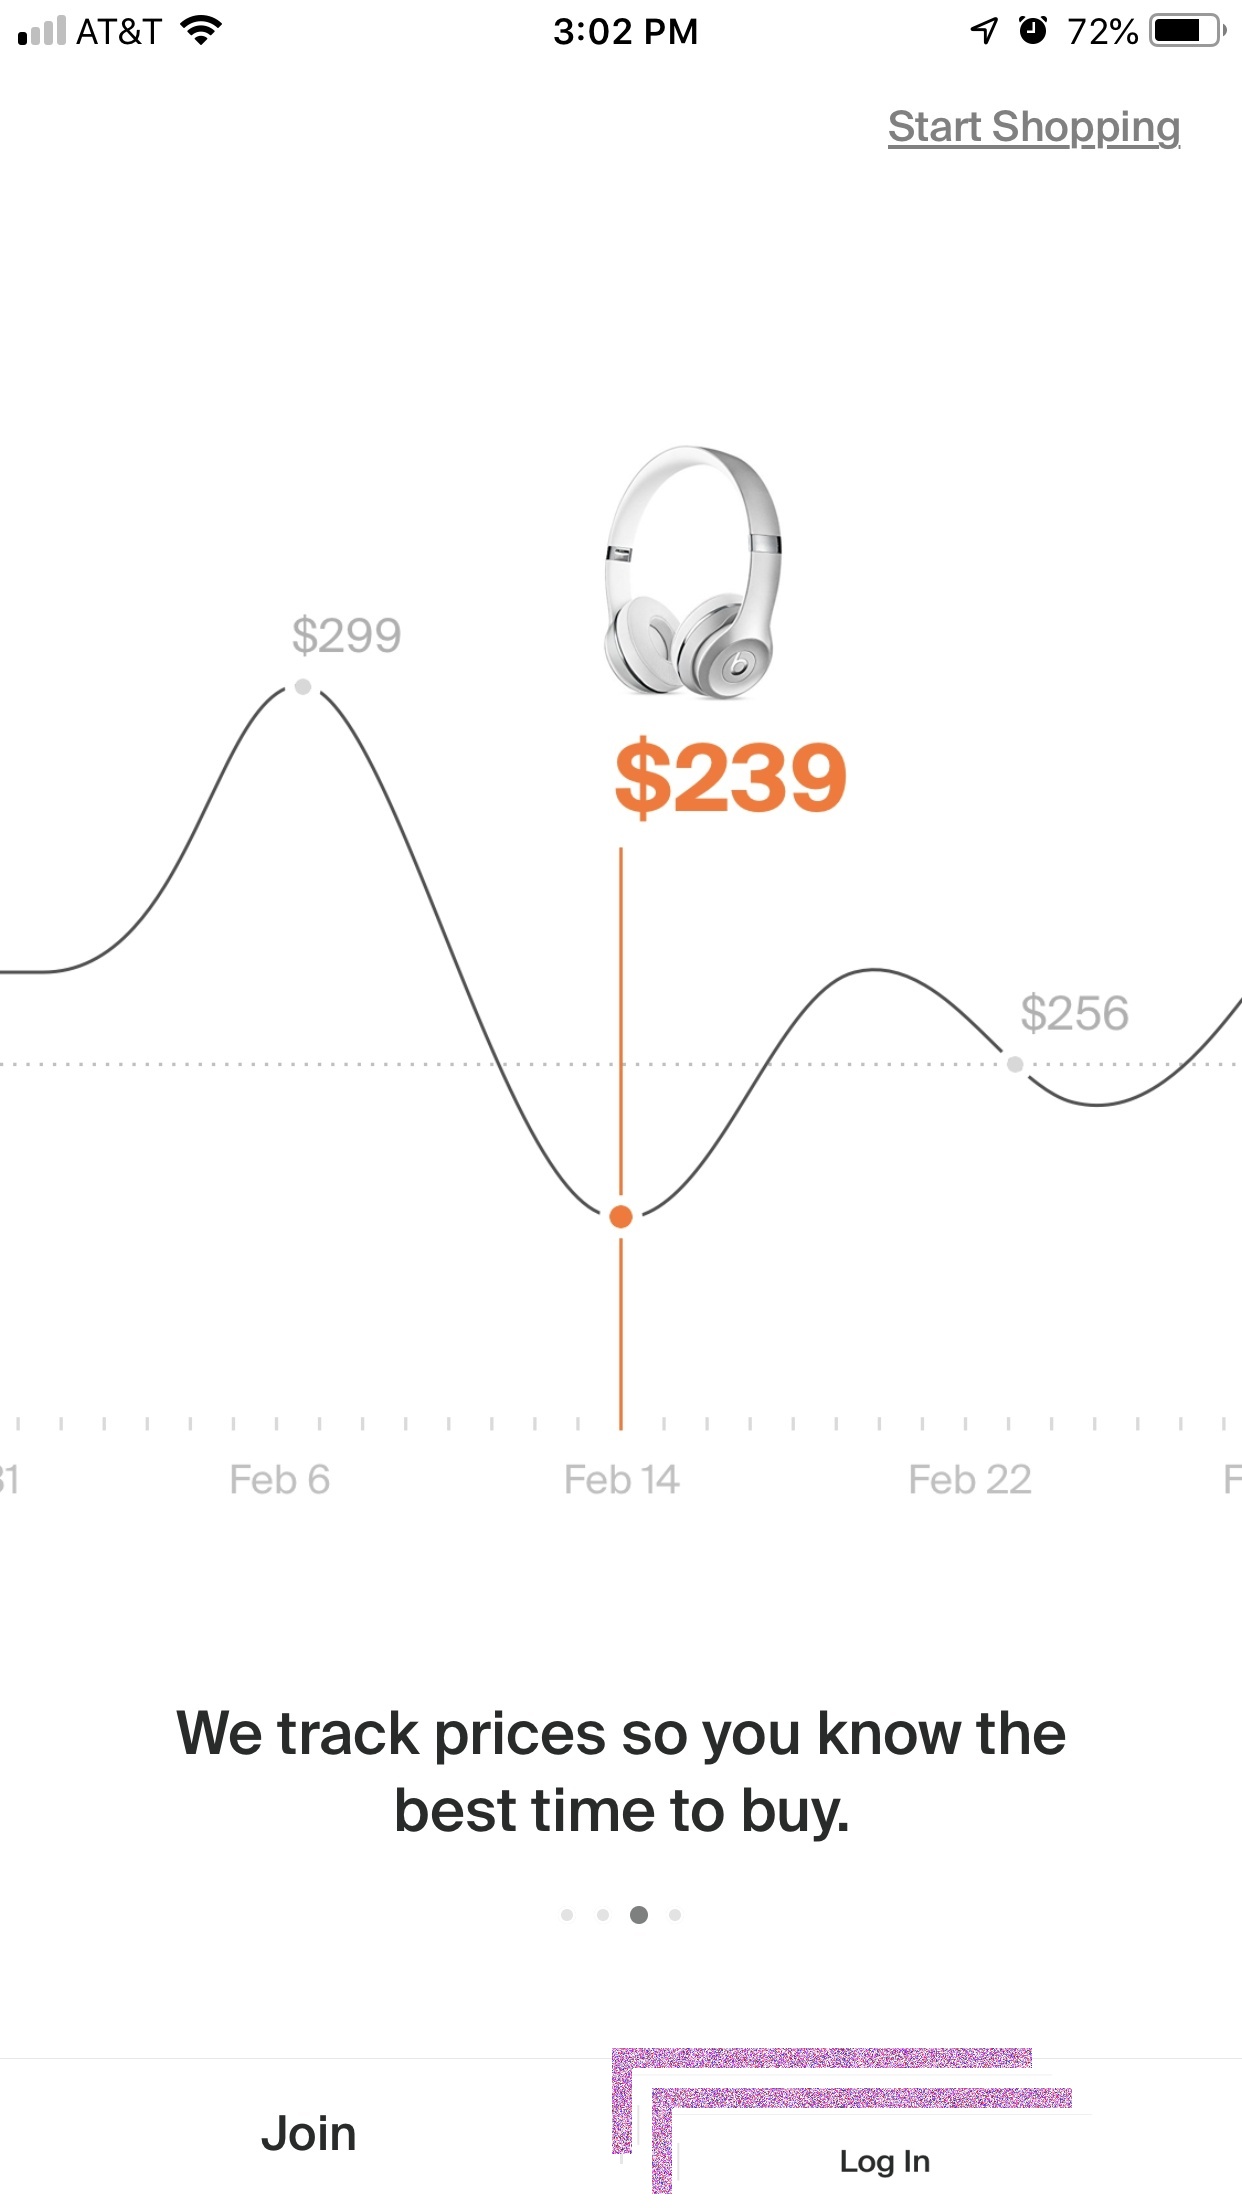 AT&T 3:02 PM 72%
Start Shopping
$299
$239
$256
31 Feb 6 Feb 14 Feb 22 F
We track prices so you know the
best time to buy.
Join Log In